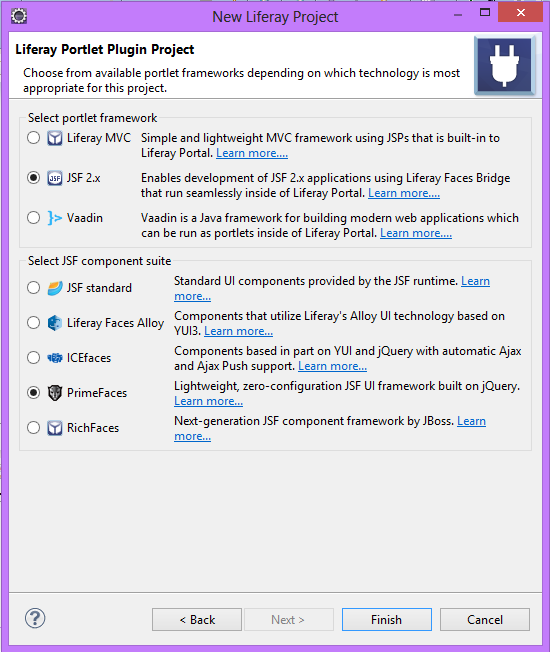 New Liferay Project
Liferay Portlet Plugin Project
Choose from available portlet frameworks depending on which technology is most
appropriate for this project.
Select portlet framework
Liferay MVC Simple and lightweight MVC framework using JSPs that is built-in to
Liferay Portal. Learn more....
JSF 2.x Enables development of JSF 2.x applications using Liferay Faces Bridge
that run seamlessly inside of Liferay Portal. Learn more....
Vaadin Vaadin is a Java framework for building modern web applications which
can be run as portlets inside of Liferay Portal. Learn more....
Select JSF component suite
JSF standard Standard UI components provided by the JSF runtime. Learn
more...
Liferay Faces Alloy Components that utilize Liferay's Alloy UI technology based on
YUI3. Learn more...
ICEfaces Components based in part on YUI and jQuery with automatic Ajax
and Ajax Push support. Learn more...
PrimeFaces Lightweight, zero-configuration JSF UI framework built on jQuery.
Learn more...
RichFaces Next-generation JSF component framework by JBoss. Learn
more...
? < Back Next > Finish Cancel